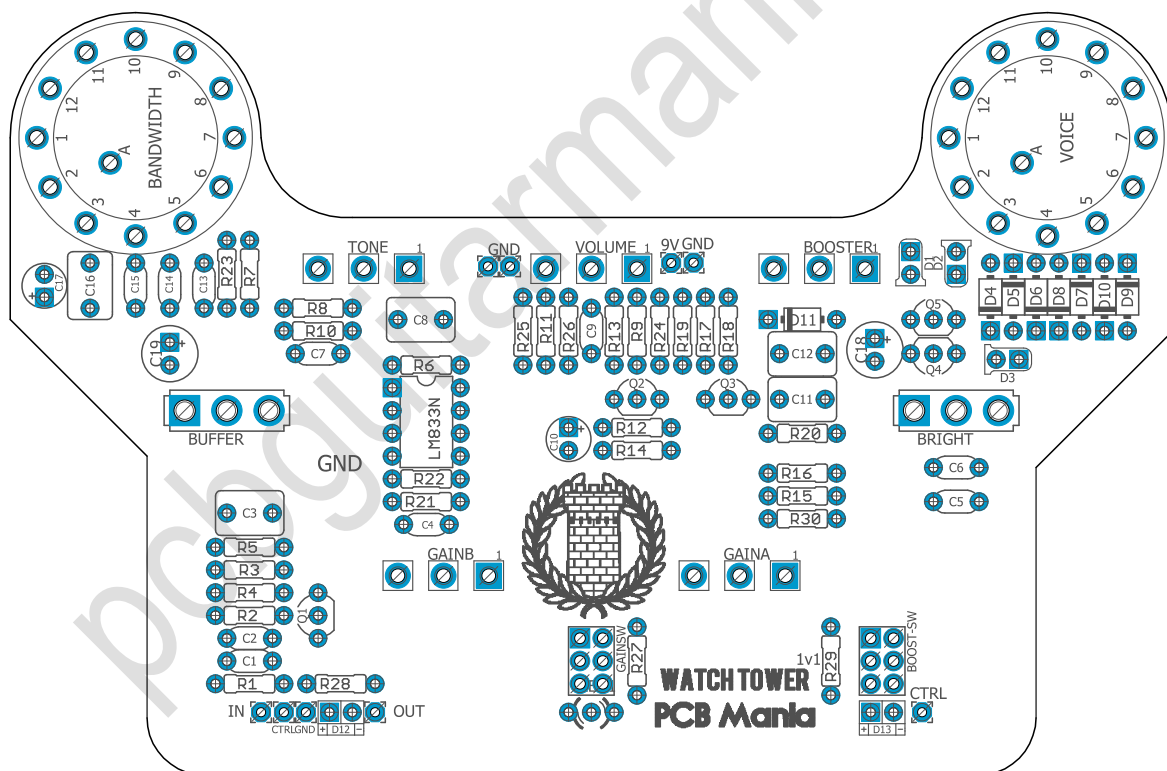 pcbguitarmania
10
11
9
12
8
1
BANDWIDTH
7
A
2
6
3
5
4
10
11
9
12
8
1
VOICE
7
A
2
6
3
5
4
TONE
1
GND
VOLUME
1
9V GND
BOOSTER
1
D2
C17
+
C16
C15
C14
C13
R23
R7
R8
R10
C7
C8
R25
R11
R26
C9
R13
R9
R24
R19
R17
R18
D11
C12
C18
+
Q5
Q4
D4
D5
D6
D8
D7
D10
D9
D3
C19
+
R6
LM833N
Q2
Q3
C11
BUFFER
BRIGHT
C10
+
R12
R14
R20
GND
R22
R21
C4
R16
R15
R30
C6
C5
C3
R5
R3
R4
R2
Q1
C2
C1
R1
R28
GAINB
1
GAINA
1
GAINSW
R27
1v1
R29
BOOST-SW
WATCH TOWER
PCB Mania
IN
CTRL
GND
+ D12 −
OUT
CTRL
+ D13 −